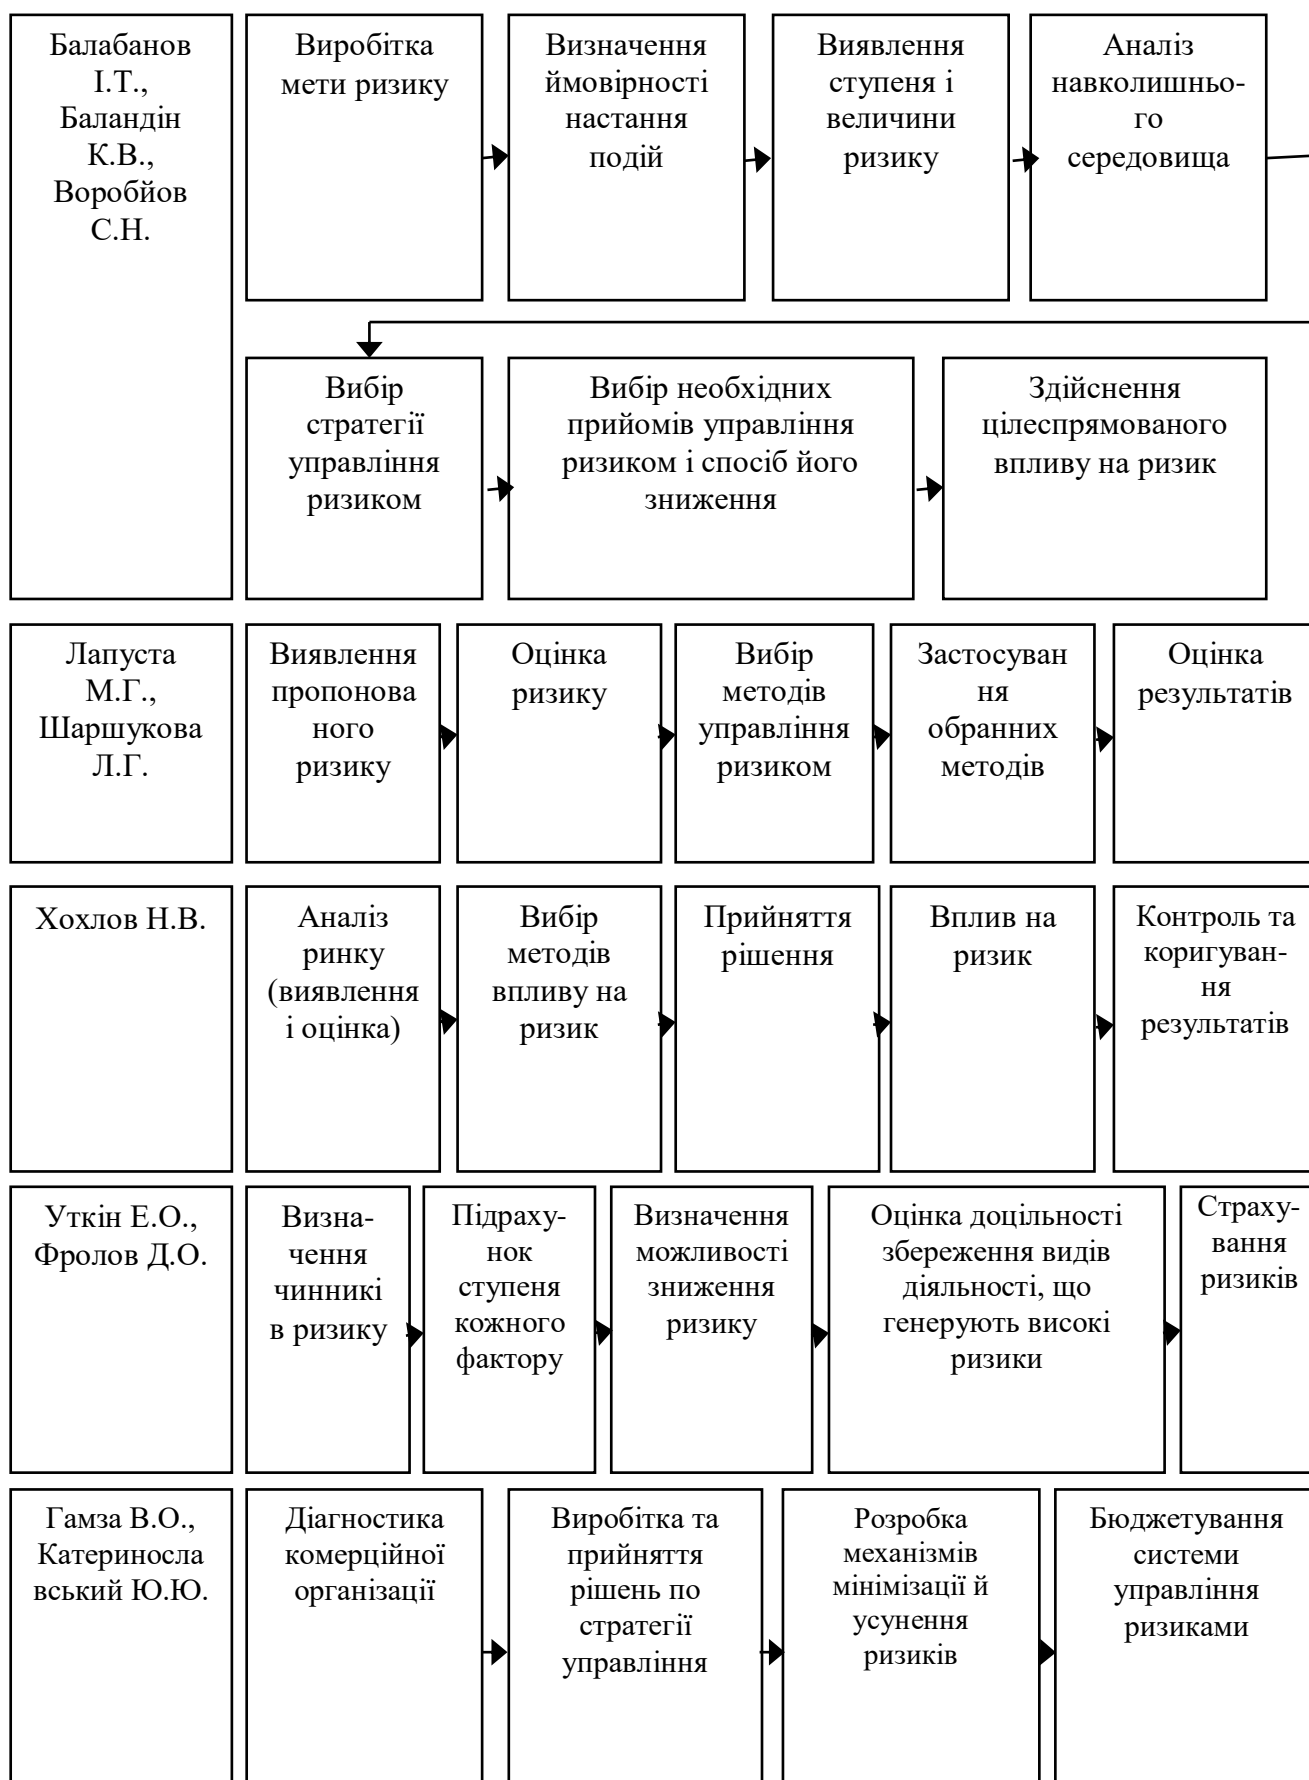 Балабанов
І.Т.,
Баландін
К.В.,
Воробйов
С.Н.
Виробітка
мети ризику
Визначення
ймовірності
настання
подій
Виявлення
ступеня і
величини
ризику
Аналіз
навколишньо-
го
середовища
Вибір
стратегії
управління
ризиком
Вибір необхідних
прийомів управління
ризиком і спосіб його
зниження
Здійснення
цілеспрямованого
впливу на ризик
Лапуста
М.Г.,
Шаршукова
Л.Г.
Виявлення
пропонова
ного
ризику
Оцінка
ризику
Вибір
методів
управління
ризиком
Застосуван
ня
обранних
методів
Оцінка
результатів
Хохлов Н.В.
Аналіз
ринку
(виявлення
і оцінка)
Вибір
методів
впливу на
ризик
Прийняття
рішення
Вплив на
ризик
Контроль та
коригуван-
ня
результатів
Уткін Е.О.,
Фролов Д.О.
Визна-
чення
чинникі
в ризику
Підраху-
нок
ступеня
кожного
фактору
Визначення
можливості
зниження
ризику
Оцінка доцільності
збереження видів
діяльності, що
генерують високі
ризики
Страху-
вання
ризиків
Гамза В.О.,
Катериносла
вський Ю.Ю.
Діагностика
комерційної
організації
Виробітка та
прийняття
рішень по
стратегії
управління
Розробка
механізмів
мінімізації й
усунення
ризиків
Бюджетування
системи
управління
ризиками